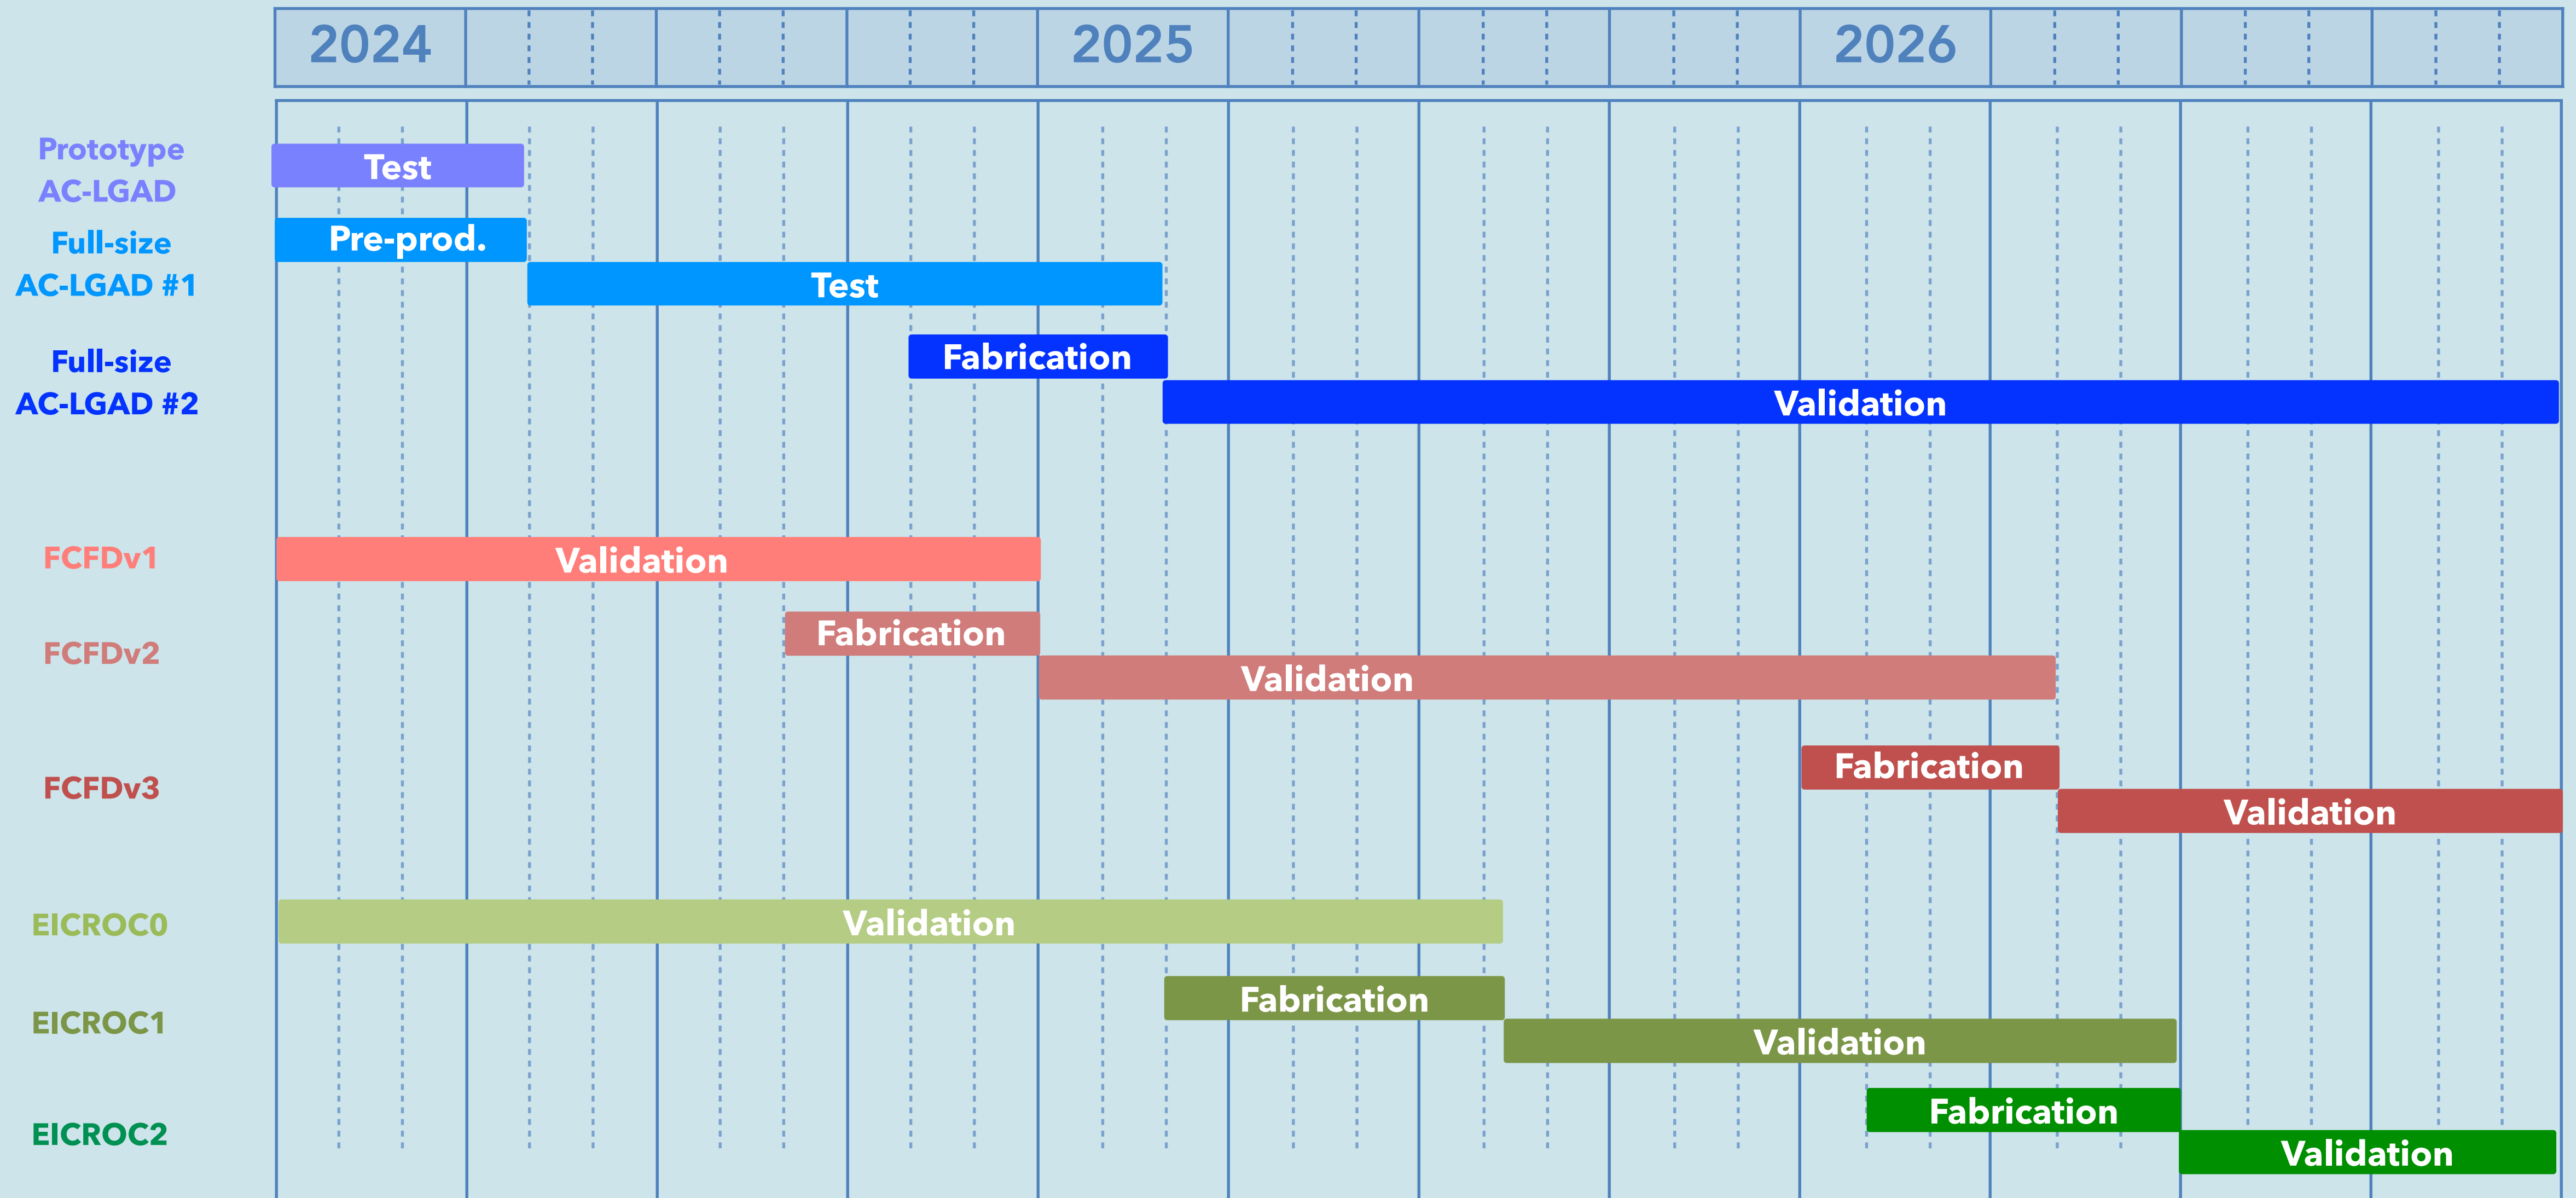 2024
2025
2026
Prototype
AC-LGAD
Test
Full-size
AC-LGAD #1
Pre-prod.
Test
Full-size
AC-LGAD #2
Fabrication
Validation
FCFDv1
Validation
FCFDv2
Fabrication
Validation
FCFDv3
Fabrication
Validation
EICROC0
Validation
EICROC1
Fabrication
Validation
EICROC2
Fabrication
Validation